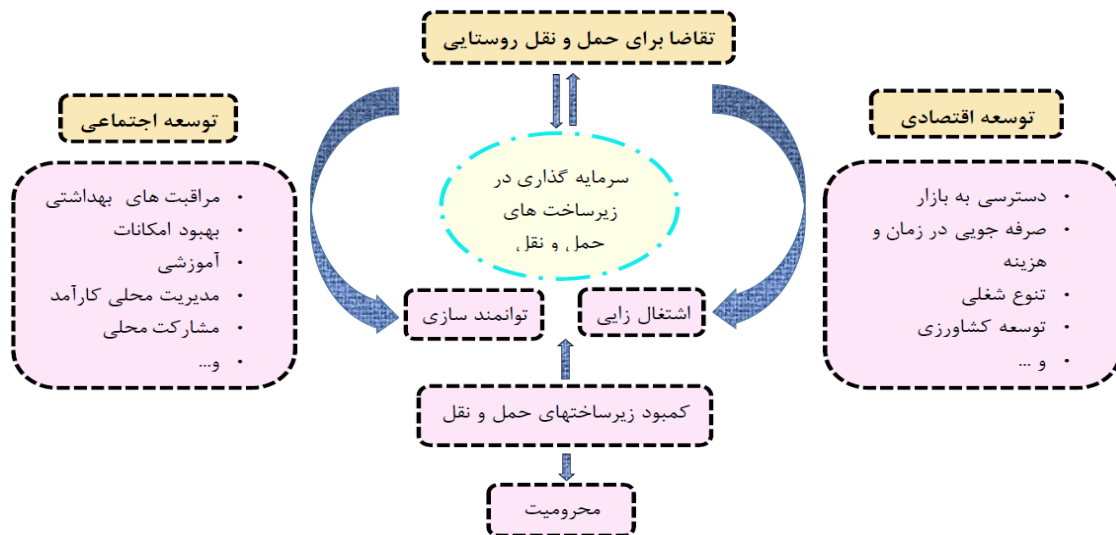 تقاضا برای حمل و نقل روستایی
توسعه اقتصادی
• دسترسی به بازار
• صرفه جویی در زمان و
هزینه
• تنوع شغلی
• توسعه کشاورزی
• و ...
سرمایه گذاری در
زیرساخت های
حمل و نقل
توسعه اجتماعی
• مراقبت های بهداشتی
• بهبود امکانات
• آموزشی
• مدیریت محلی کارآمد
• مشارکت محلی
• و...
اشتغال زایی
توانمند سازی
کمبود زیرساختهای حمل و نقل
محرومیت